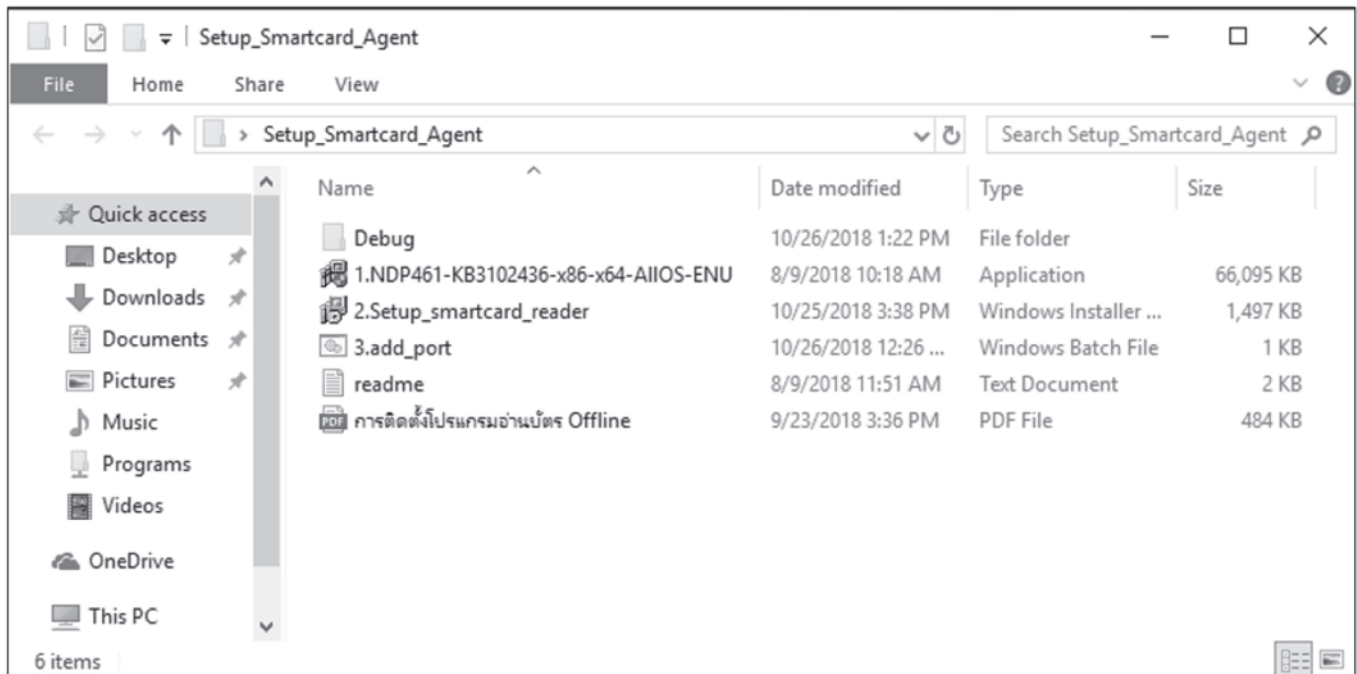 Setup_Smartcard_Agent
File Home Share View
Setup_Smartcard_Agent Search Setup_Smartcard_Agent
Name Date modified Type Size
Quick access
Desktop
Downloads
Documents
Pictures
Music
Programs
Videos
OneDrive
This PC
Debug 10/26/2018 1:22 PM File folder
1.NDP461-KB3102436-x86-x64-AllOS-ENU 8/9/2018 10:18 AM Application 66,095 KB
2.Setup_smartcard_reader 10/25/2018 3:38 PM Windows Installer ... 1,497 KB
3.add_port 10/26/2018 12:26 ... Windows Batch File 1 KB
readme 8/9/2018 11:51 AM Text Document 2 KB
PDF การติดตั้งโปรแกรมอ่านบัตร Offline 9/23/2018 3:36 PM PDF File 484 KB
6 items